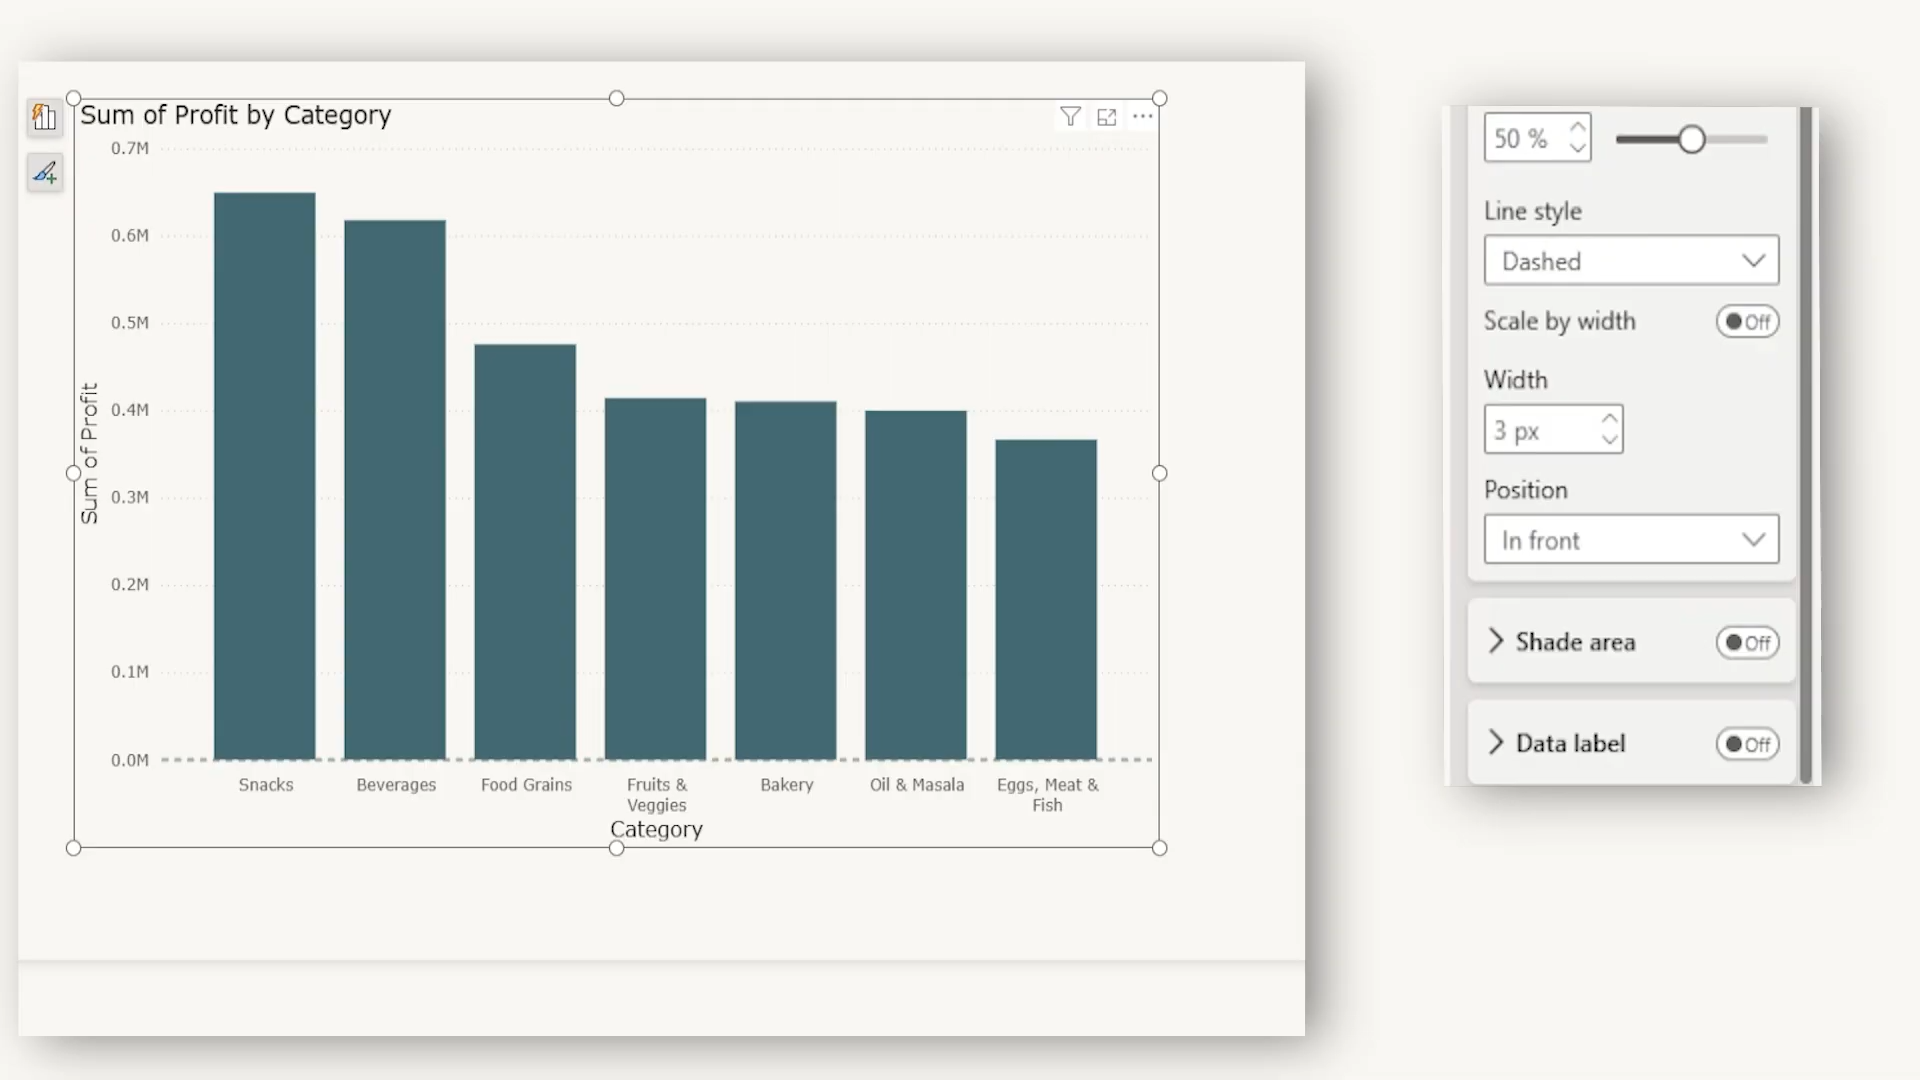 Sum of Profit by Category
0.7M
0.6M
0.5M
0.4M
0.3M
0.2M
0.1M
0.0M
Sum of Profit
Snacks
Beverages
Food Grains
Fruits &
Veggies
Bakery
Oil & Masala
Eggs, Meat &
Fish
Category
50 %
Line style
Dashed
Scale by width
Off
Width
3 px
Position
In front
Shade area
Off
Data label
Off